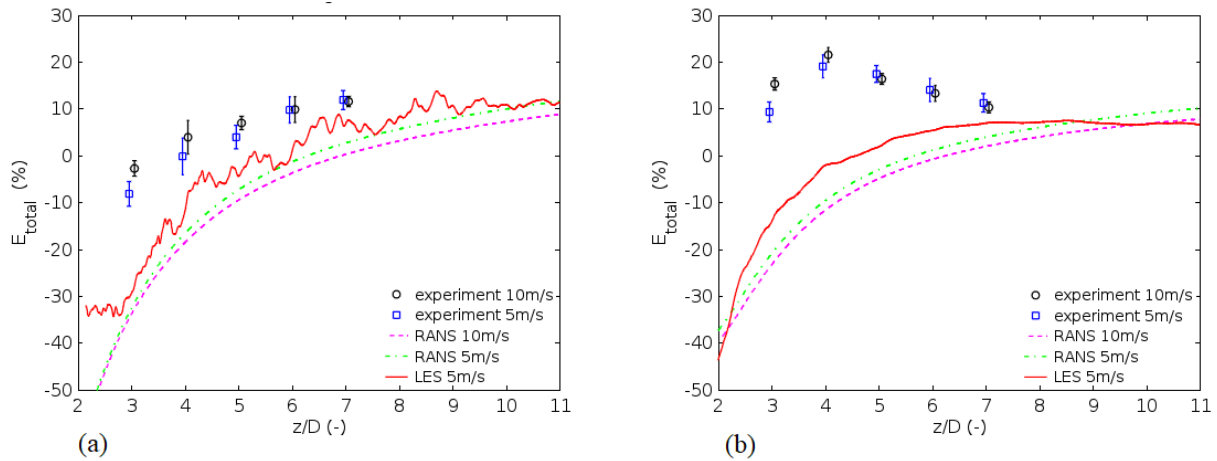 30
20
10
0
-10
-20
-30
-40
-50
E_total (%)
2 3 4 5 6 7 8 9 10 11
z/D (-)
experiment 10m/s
experiment 5m/s
RANS 10m/s
RANS 5m/s
LES 5m/s
(a)
30
20
10
0
-10
-20
-30
-40
-50
E_total (%)
2 3 4 5 6 7 8 9 10 11
z/D (-)
experiment 10m/s
experiment 5m/s
RANS 10m/s
RANS 5m/s
LES 5m/s
(b)